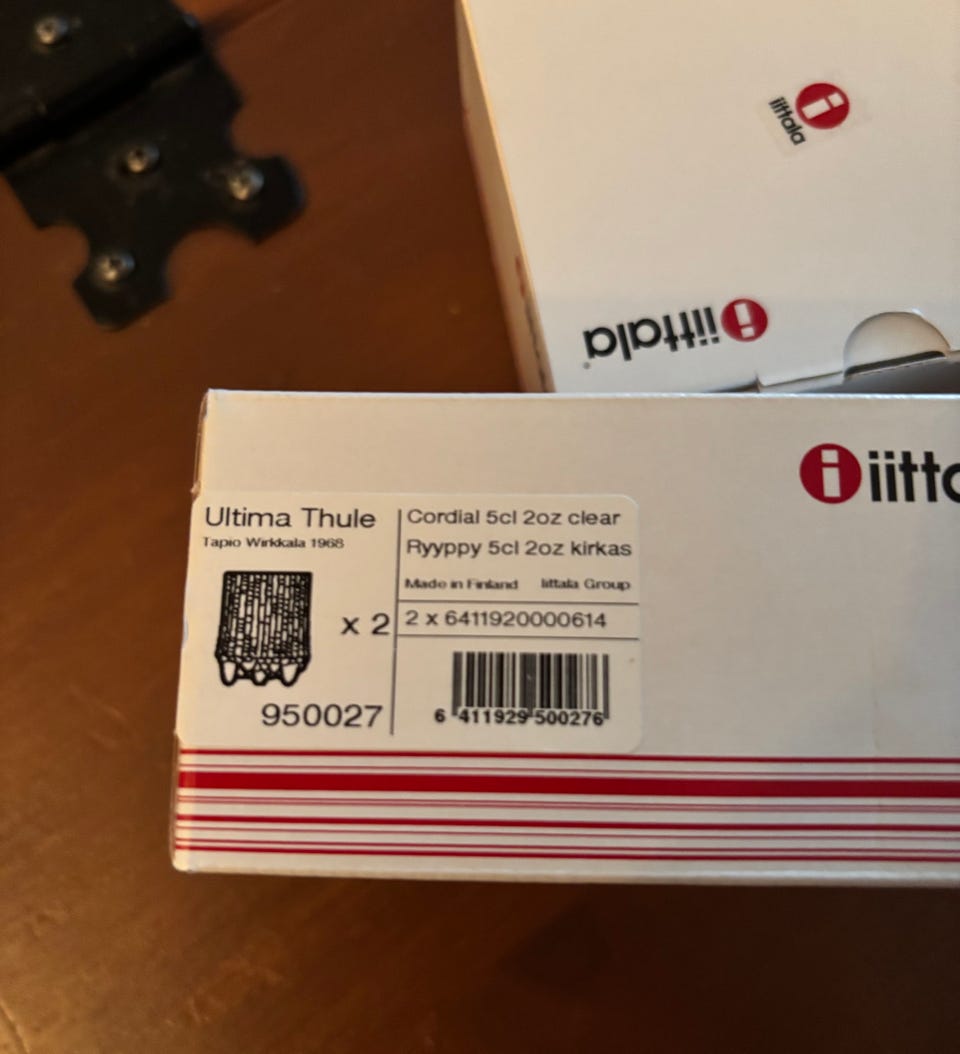 iittala
iittala
iitta
Ultima Thule
Tapio Wirkkala 1968
x 2
950027
Cordial 5cl 2oz clear
Ryyppy 5cl 2oz kirkas
Made in Finland Iittala Group
2 x 6411920000614
6 411929 500276